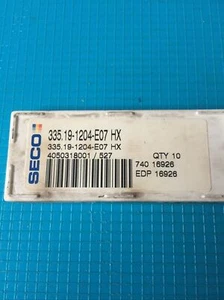 SECO
335.19-1204-E07 HX
335.19-1204-E07 HX
4050318001 / 527
QTY 10
740 16926
EDP 16926